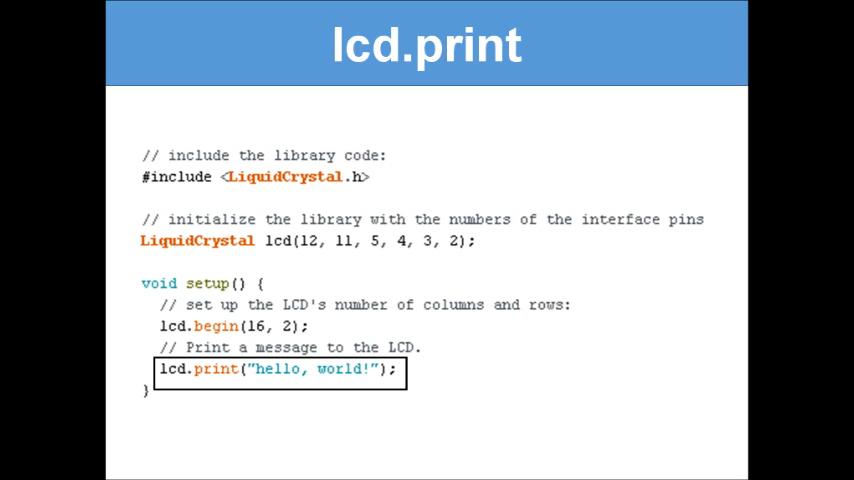 lcd.print
// include the library code:
#include <LiquidCrystal.h>
// initialize the library with the numbers of the interface pins
LiquidCrystal lcd(12, 11, 5, 4, 3, 2);
void setup() {
// set up the LCD's number of columns and rows:
lcd.begin(16, 2);
// Print a message to the LCD.
lcd.print("hello, world!");
}